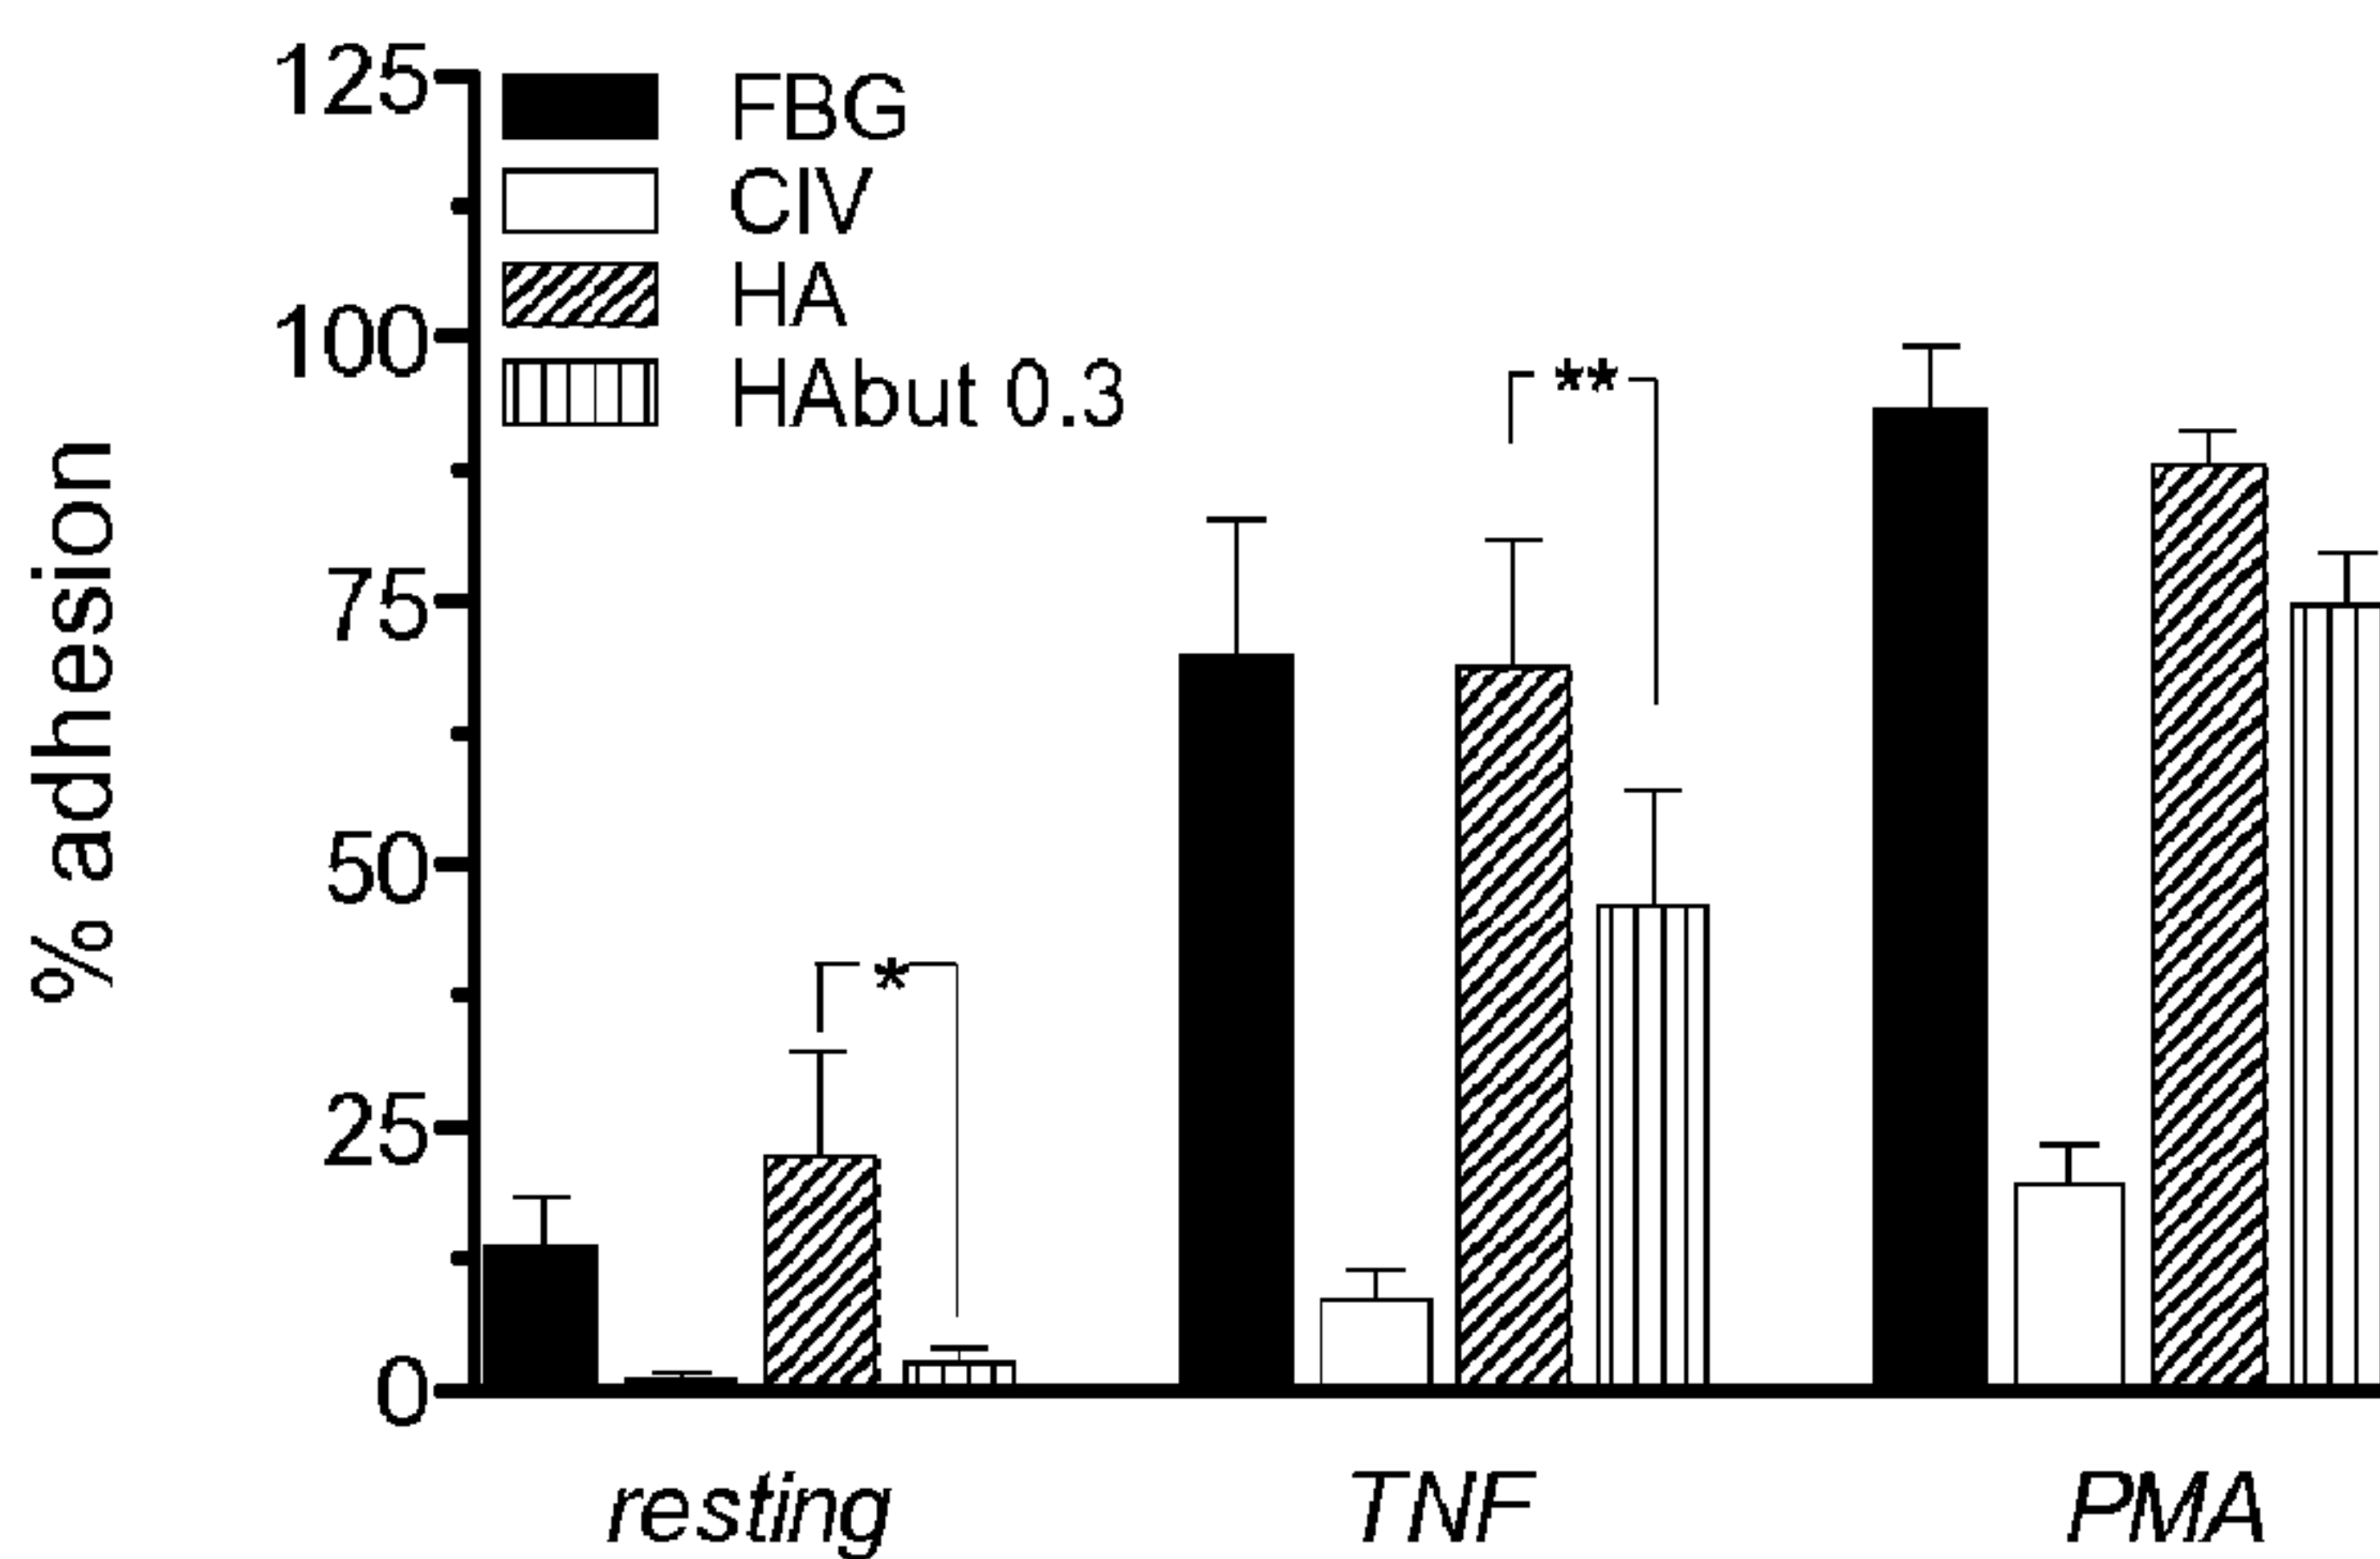 125
100
75
50
25
0
% adhesion
FBG
CIV
HA
HAbut 0.3
*
**
resting
TNF
PMA